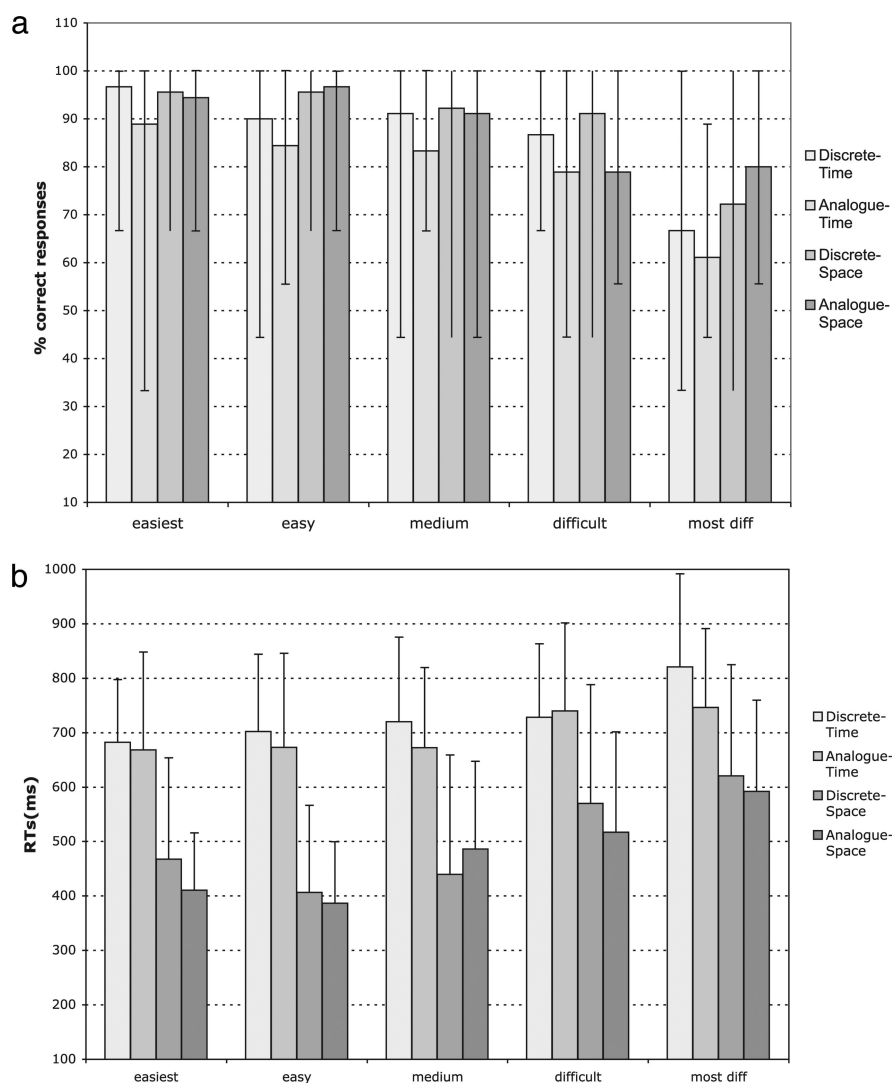 a
110
100
90
80
70
60
50
40
30
20
10
% correct responses
easiest easy medium difficult most diff
Discrete-
Time
Analogue-
Time
Discrete-
Space
Analogue-
Space
b
1000
900
800
700
600
500
400
300
200
100
RTs(ms)
easiest easy medium difficult most diff
Discrete-
Time
Analogue-
Time
Discrete-
Space
Analogue-
Space